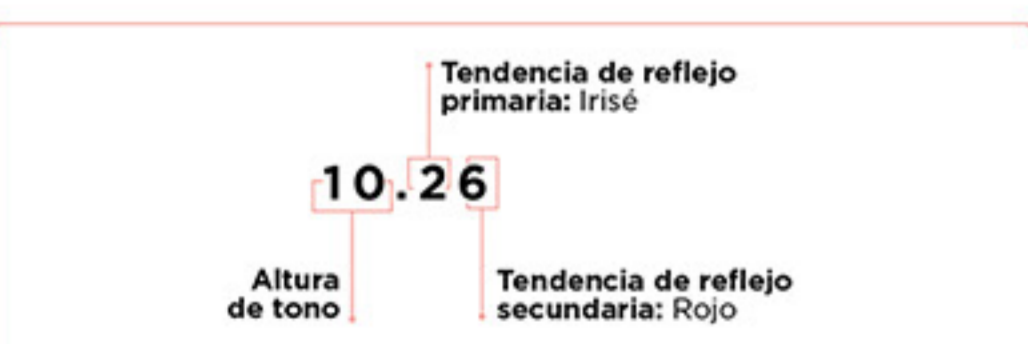 Tendencia de reflejo
primaria: Irisé
10.26
Altura
de tono
Tendencia de reflejo
secundaria: Rojo